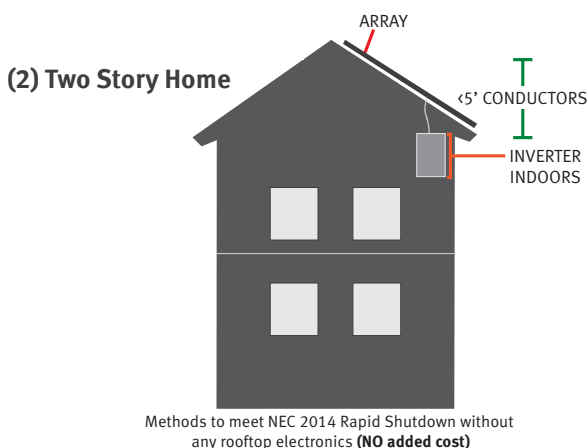 ARRAY
(2) Two Story Home
<5' CONDUCTORS
INVERTER
INDOORS
Methods to meet NEC 2014 Rapid Shutdown without
any rooftop electronics (NO added cost)